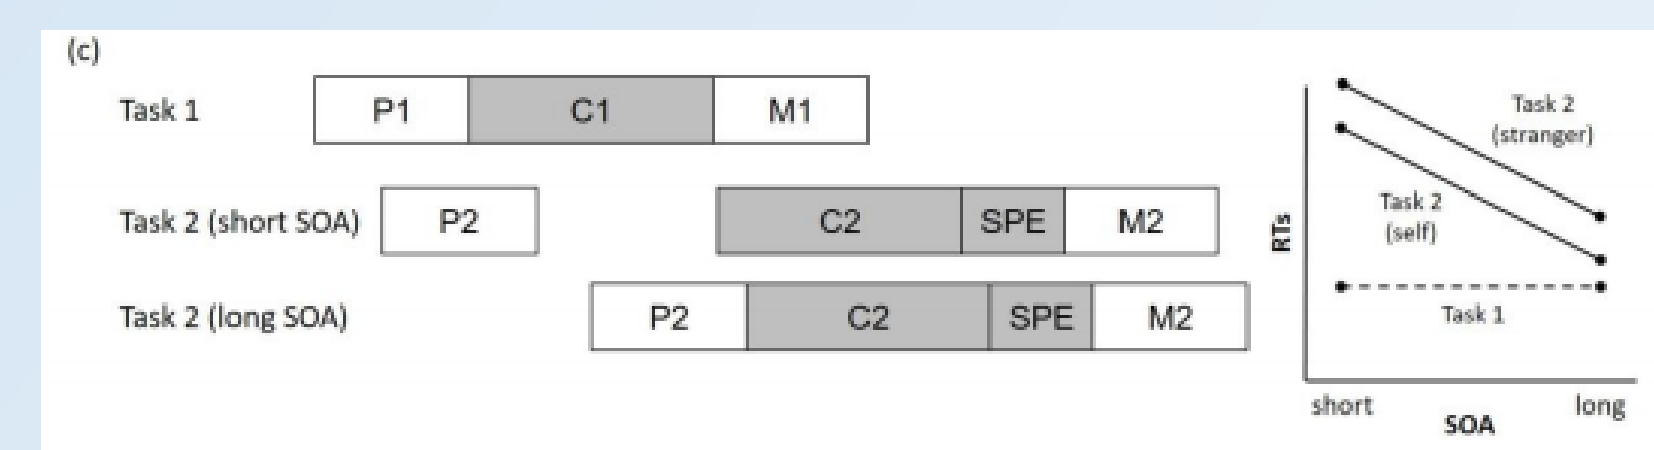 (c)
Task 1
P1
C1
M1
Task 2 (short SOA)
P2
C2
SPE
M2
Task 2 (long SOA)
P2
C2
SPE
M2
RTs
Task 2
(stranger)
Task 2
(self)
Task 1
short
long
SOA